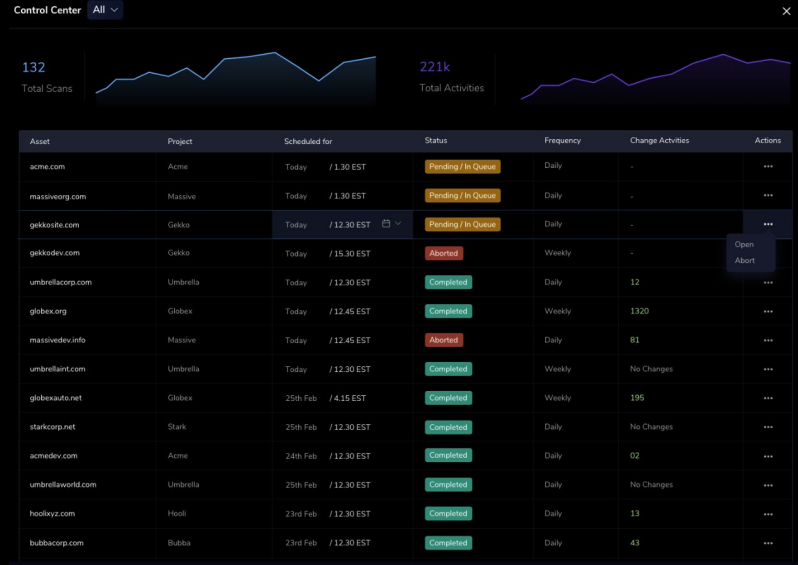 Control Center All
132
Total Scans
221k
Total Activities
Asset Project Scheduled for Status Frequency Change Actvities Actions
acme.com Acme Today / 1.30 EST Pending / In Queue Daily -
massiveorg.com Massive Today / 1.30 EST Pending / In Queue Daily -
gekkosite.com Gekko Today / 12.30 EST Pending / In Queue Daily -
gekkodev.com Gekko Today / 15.30 EST Aborted Weekly -
Open
Abort
umbrellacorp.com Umbrella Today / 12.30 EST Completed Daily 12
globex.org Globex Today / 12.45 EST Completed Weekly 1320
massivedev.info Massive Today / 12.45 EST Aborted Daily 81
umbrellaint.com Umbrella Today / 12.30 EST Completed Weekly No Changes
globexauto.net Globex 25th Feb / 4.15 EST Completed Weekly 195
starkcorp.net Stark 25th Feb / 12.30 EST Completed Daily No Changes
acmedev.com Acme 24th Feb / 12.30 EST Completed Daily 02
umbrellaworld.com Umbrella 25th Feb / 12.30 EST Completed Daily No Changes
hoolixyz.com Hooli 23rd Feb / 12.30 EST Completed Daily 13
bubbacorp.com Bubba 23rd Feb / 12.30 EST Completed Daily 43